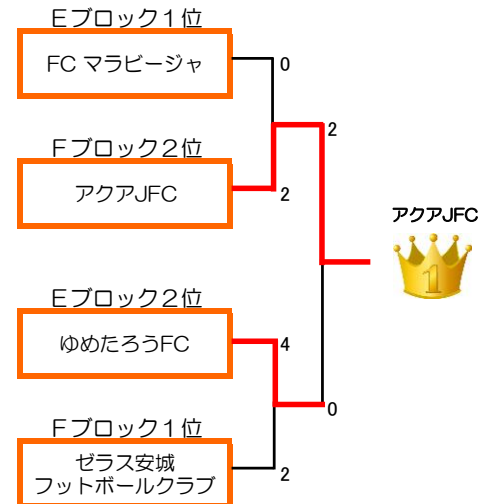 Eブロック1位
FC マラビージャ
0
2
Fブロック2位
アクアJFC
2
アクアJFC
1
Eブロック2位
ゆめたろうFC
4
0
Fブロック1位
ゼラス安城
フットボールクラブ
2